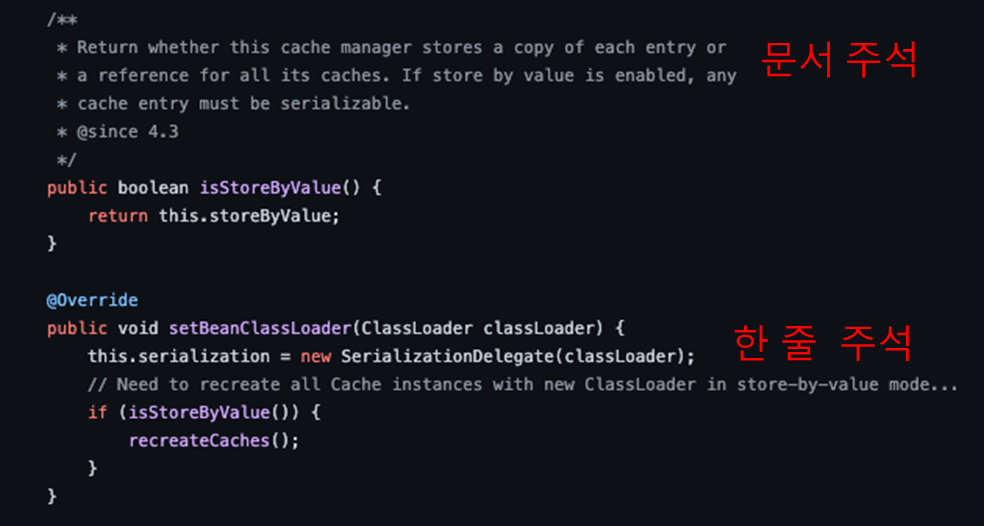 /**
 * Return whether this cache manager stores a copy of each entry or
 * a reference for all its caches. If store by value is enabled, any
 * cache entry must be serializable.
 * @since 4.3
 */
문서 주석
public boolean isStoreByValue() {
    return this.storeByValue;
}

@Override
public void setBeanClassLoader(ClassLoader classLoader) {
    this.serialization = new SerializationDelegate(classLoader);
한 줄 주석
    // Need to recreate all Cache instances with new ClassLoader in store-by-value mode...
    if (isStoreByValue()) {
        recreateCaches();
    }
}